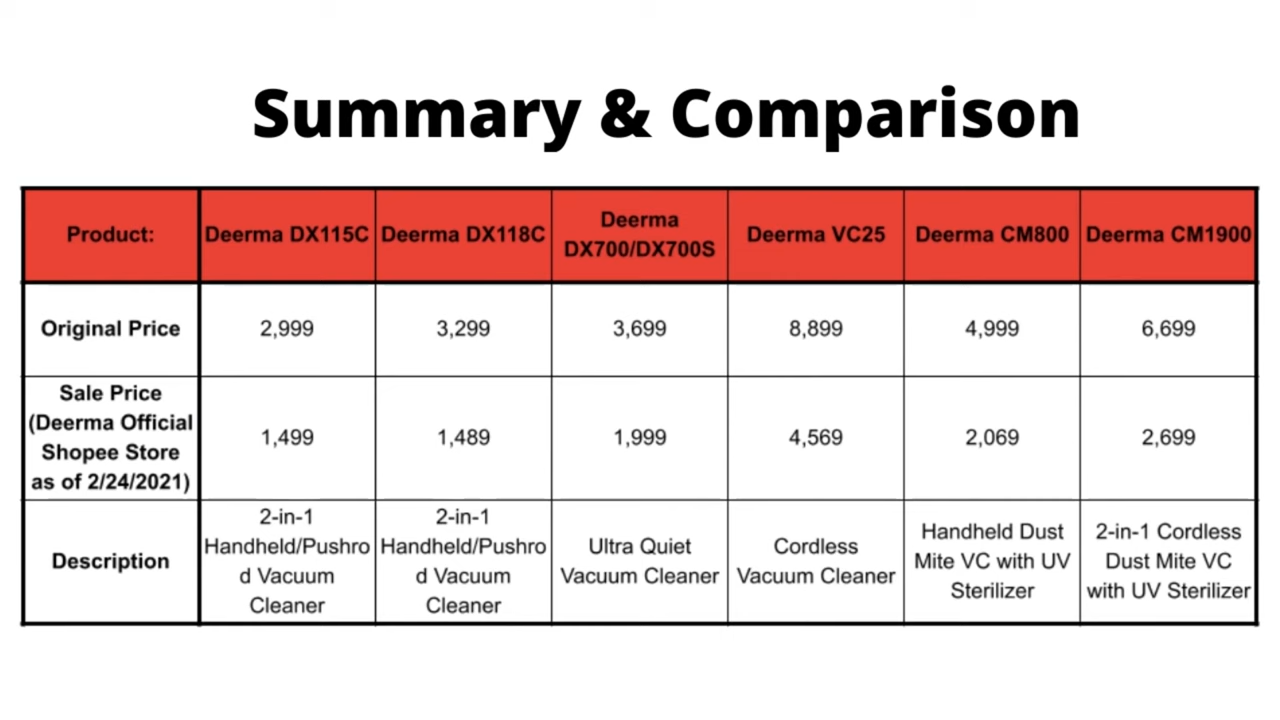 Summary & Comparison
Product:
Deerma DX115C
Deerma DX118C
Deerma
DX700/DX700S
Deerma VC25
Deerma CM800
Deerma CM1900
Original Price
2,999
3,299
3,699
8,899
4,999
6,699
Sale Price
(Deerma Official
Shopee Store
as of 2/24/2021)
1,499
1,489
1,999
4,569
2,069
2,699
Description
2-in-1
Handheld/Pushro
d Vacuum
Cleaner
2-in-1
Handheld/Pushro
d Vacuum
Cleaner
Ultra Quiet
Vacuum Cleaner
Cordless
Vacuum Cleaner
Handheld Dust
Mite VC with UV
Sterilizer
2-in-1 Cordless
Dust Mite VC
with UV Sterilizer